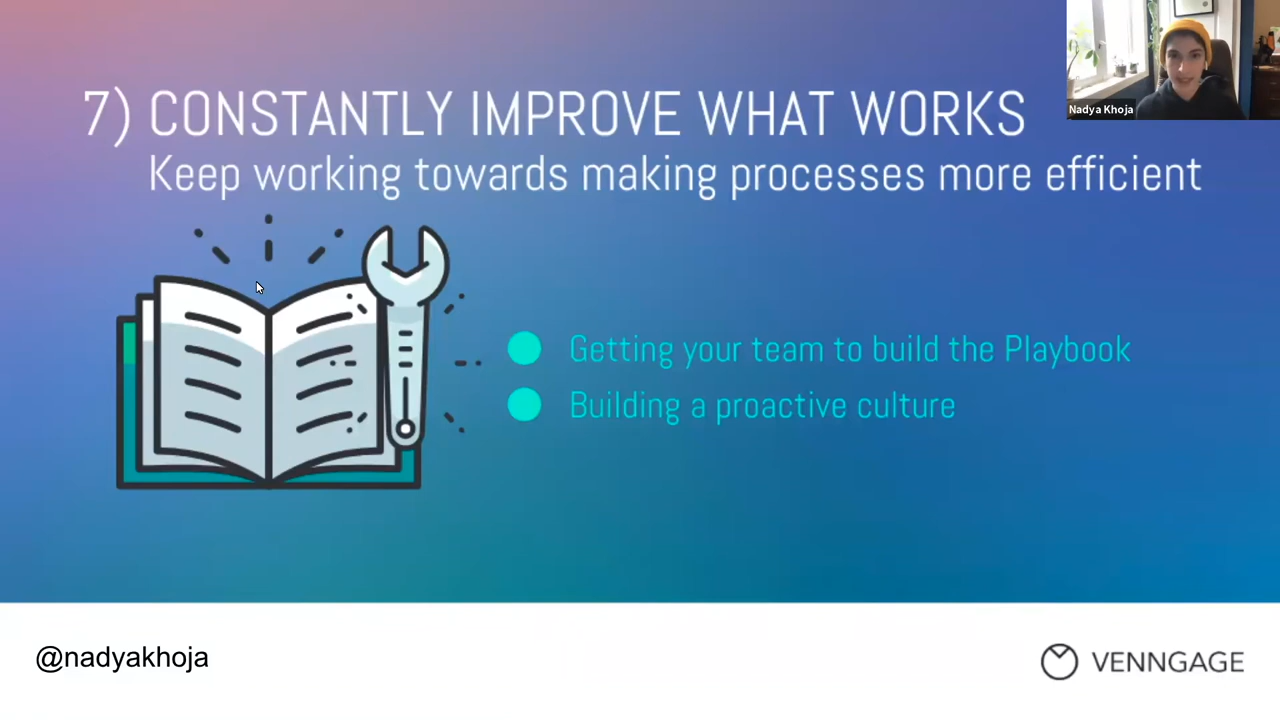 7) CONSTANTLY IMPROVE WHAT WORKS
Keep working towards making processes more efficient
Nadya Khoja
Getting your team to build the Playbook
Building a proactive culture
@nadyakhoja
VENNGAGE